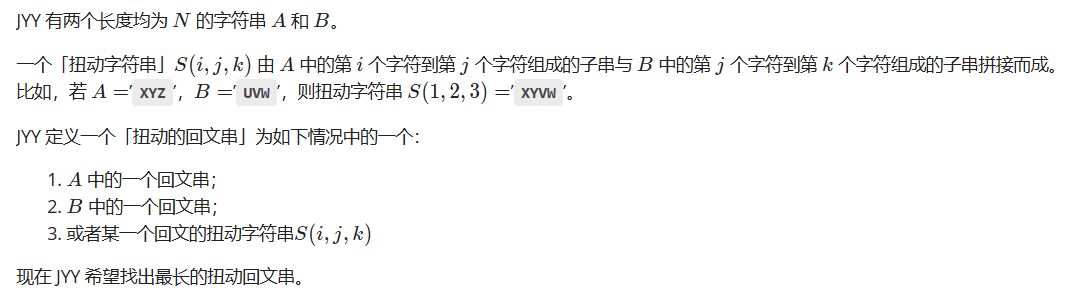 JYY 有两个长度均为 N 的字符串 A 和 B。
一个「扭动字符串」S(i, j, k) 由 A 中的第 i 个字符到第 j 个字符组成的子串与 B 中的第 j 个字符到第 k 个字符组成的子串拼接而成。
比如，若 A =′ XYZ ′，B =′ UVW ′，则扭动字符串 S(1, 2, 3) =′ XYVW ′。
JYY 定义一个「扭动的回文串」为如下情况中的一个：
1. A 中的一个回文串；
2. B 中的一个回文串；
3. 或者某一个回文的扭动字符串S(i, j, k)
现在 JYY 希望找出最长的扭动回文串。